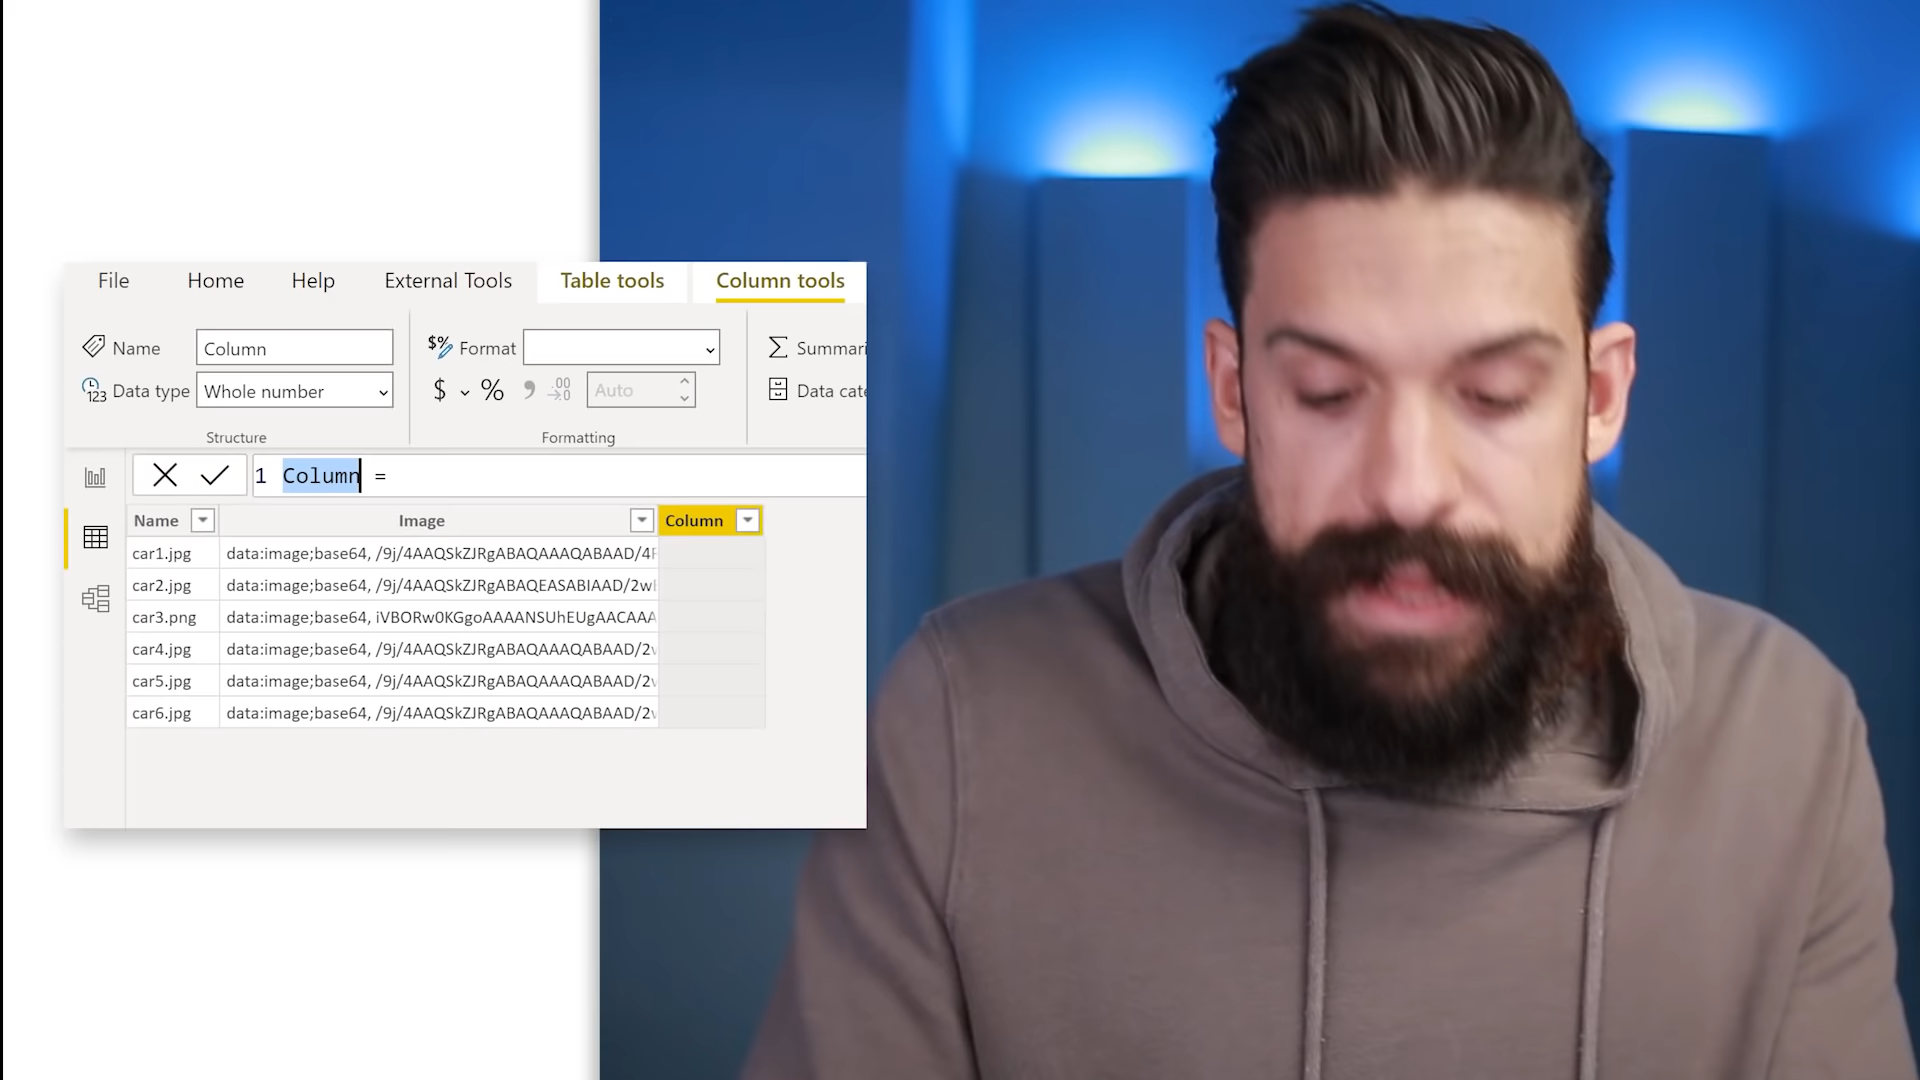 File Home Help External Tools Table tools Column tools
Name Column $% Format Summari
123 Data type Whole number $ % .00 →.0 Auto Data cate
Structure Formatting
1 Column =
Name Image Column
car1.jpg data:image;base64, /9j/4AAQSkZJRgABAQAAAQABAAD/4
car2.jpg data:image;base64, /9j/4AAQSkZJRgABAQEASABIAAD/2w
car3.png data:image;base64, iVBORw0KGgoAAAANSUhEUgAACAAA
car4.jpg data:image;base64, /9j/4AAQSkZJRgABAQAAAQABAAD/2
car5.jpg data:image;base64, /9j/4AAQSkZJRgABAQAAAQABAAD/2
car6.jpg data:image;base64, /9j/4AAQSkZJRgABAQAAAQABAAD/2